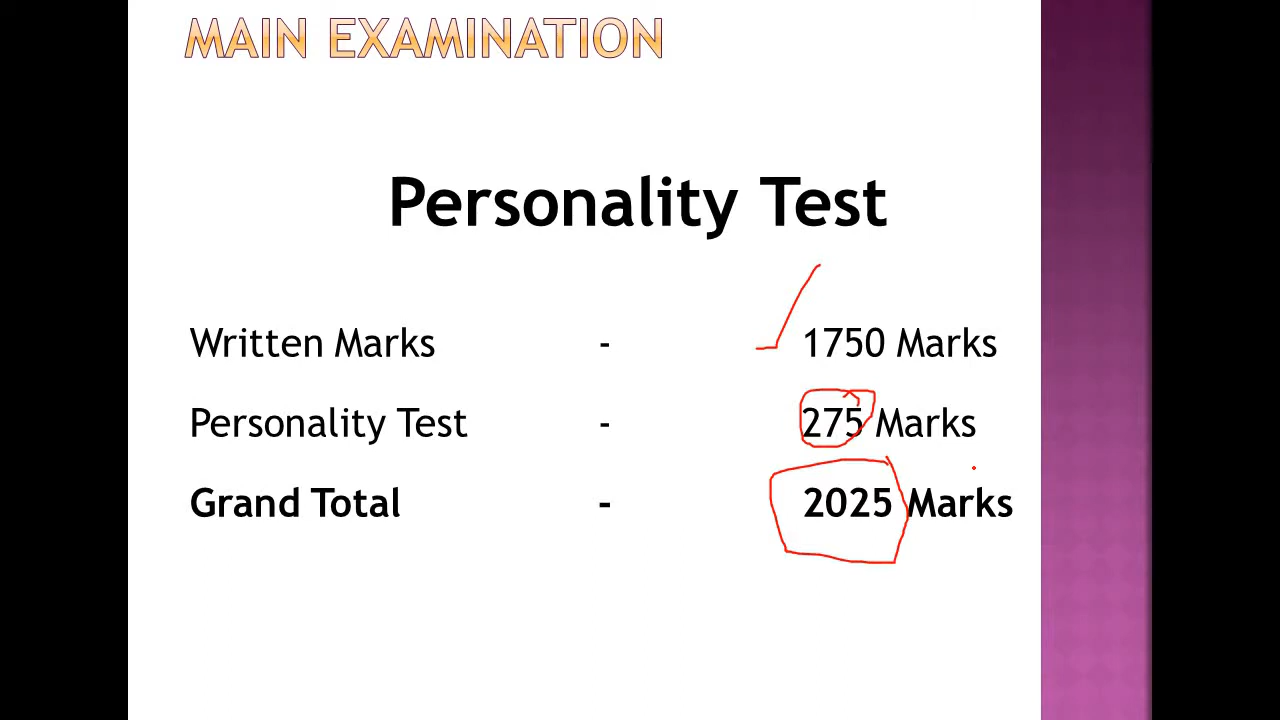 MAIN EXAMINATION
Personality Test
Written Marks - 1750 Marks
Personality Test - 275 Marks
Grand Total - 2025 Marks